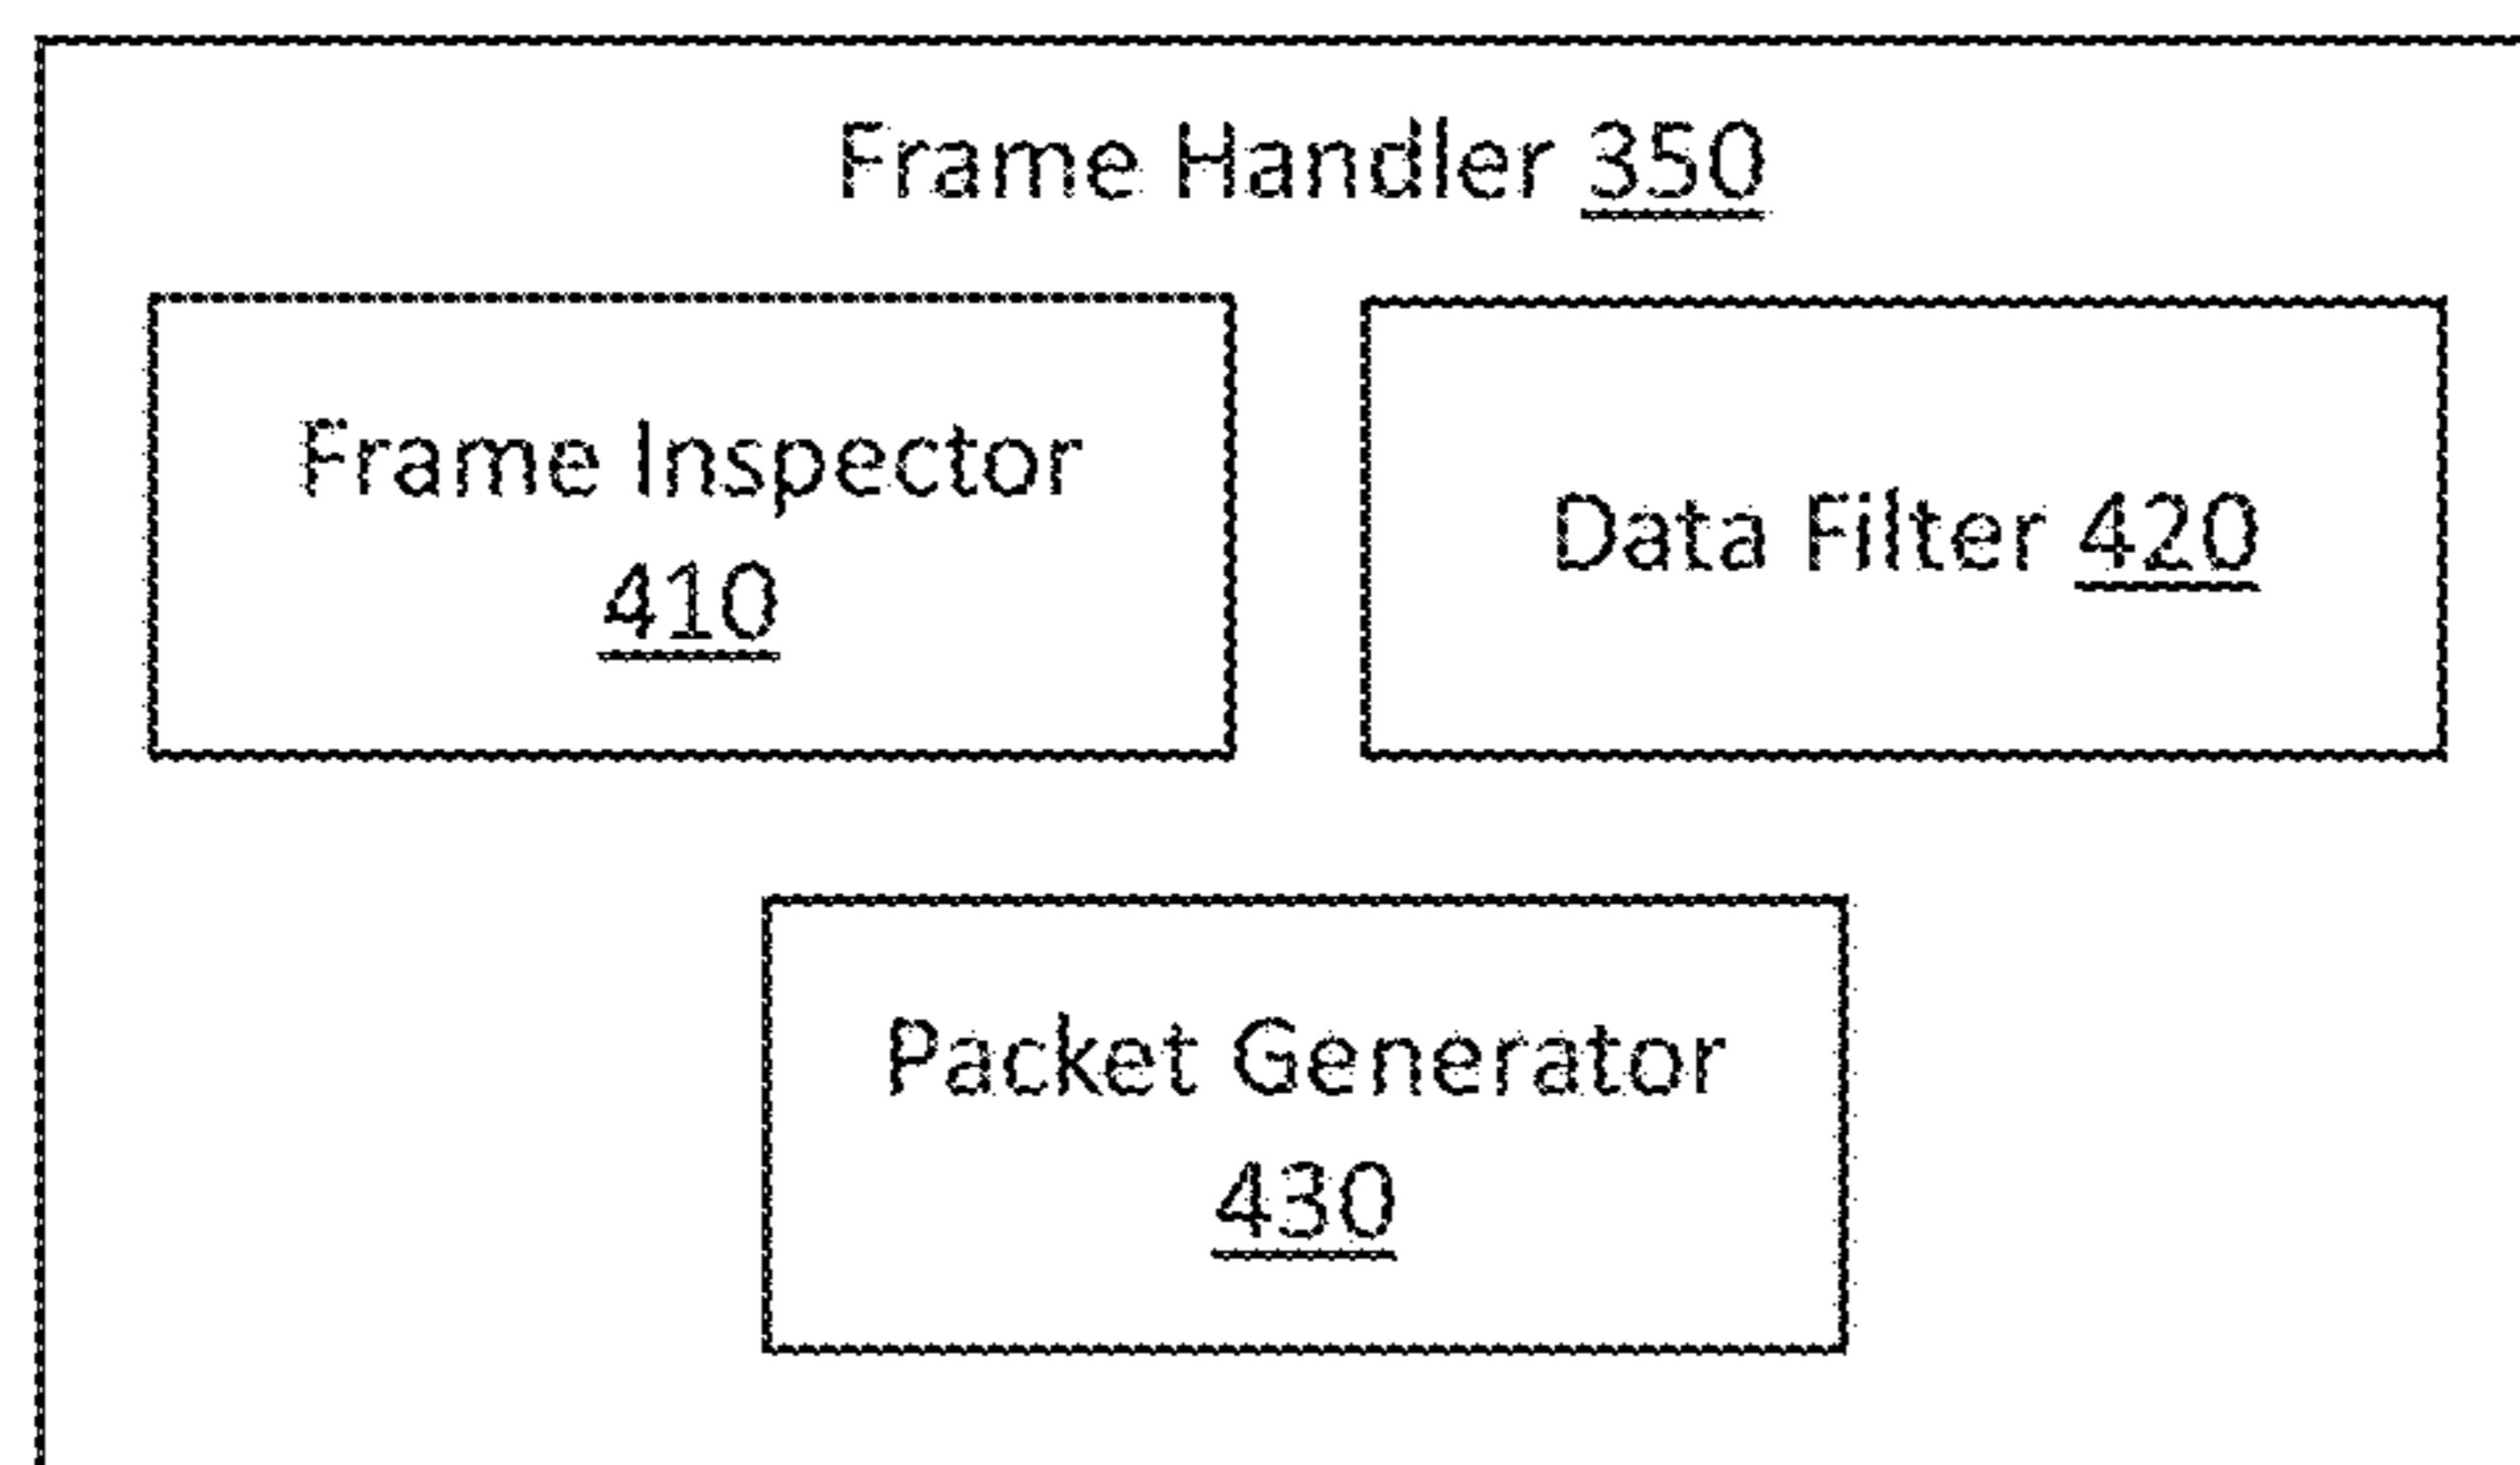 Frame Handler 350
Frame Inspector
410
Data Filter 420
Packet Generator
430